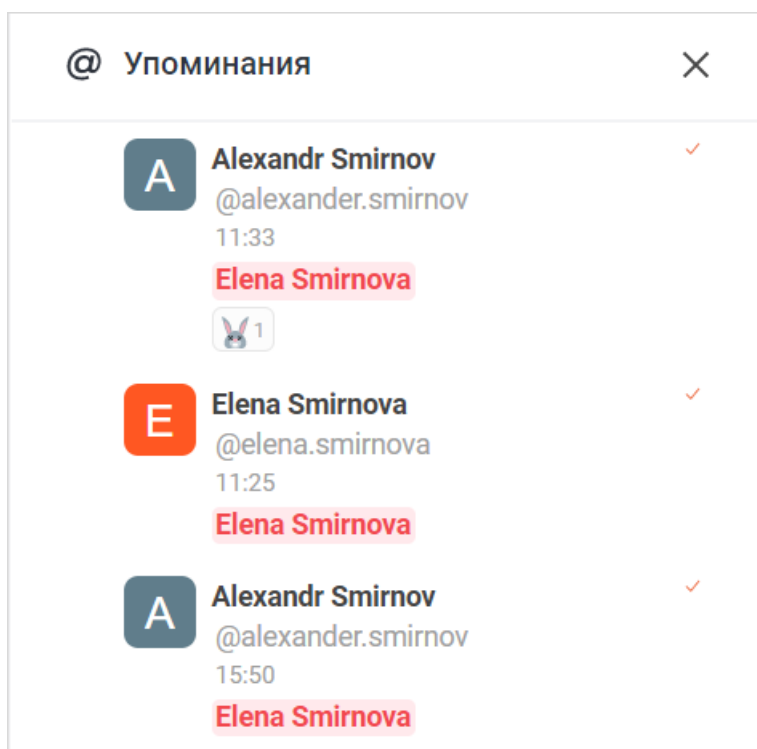 @ Упоминания
A Alexandr Smirnov
@alexander.smirnov
11:33
Elena Smirnova
1
E Elena Smirnova
@elena.smirnova
11:25
Elena Smirnova
A Alexandr Smirnov
@alexander.smirnov
15:50
Elena Smirnova